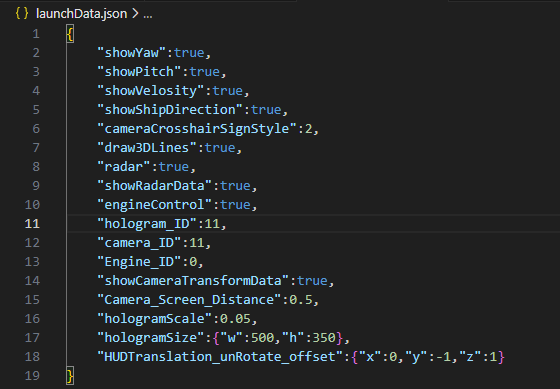 {} launchData.json > ...
1 {
2 "showYaw":true,
3 "showPitch":true,
4 "showVelosity":true,
5 "showShipDirection":true,
6 "cameraCrosshairSignStyle":2,
7 "draw3DLines":true,
8 "radar":true,
9 "showRadarData":true,
10 "engineControl":true,
11 "hologram_ID":11,
12 "camera_ID":11,
13 "Engine_ID":0,
14 "showCameraTransformData":true,
15 "Camera_Screen_Distance":0.5,
16 "hologramScale":0.05,
17 "hologramSize":{"w":500,"h":350},
18 "HUDTranslation_unRotate_offset":{"x":0,"y":-1,"z":1}
19 }